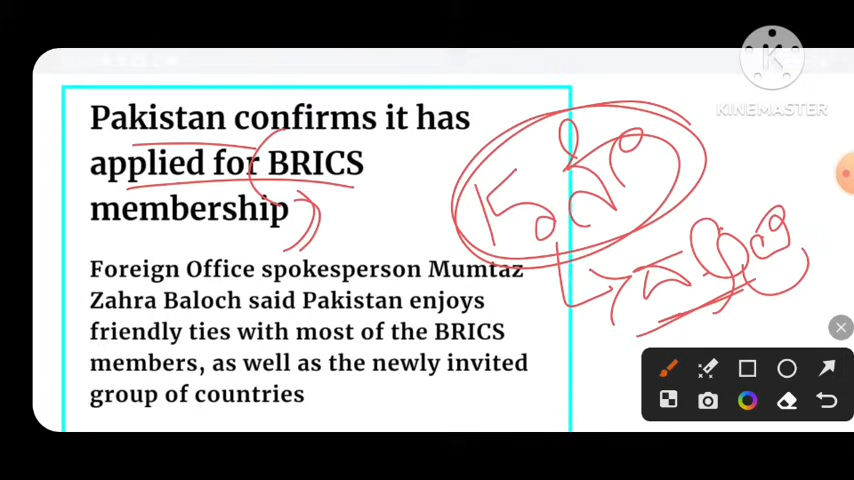 KINEMASTER
Pakistan confirms it has
applied for BRICS
membership
Foreign Office spokesperson Mumtaz
Zahra Baloch said Pakistan enjoys
friendly ties with most of the BRICS
members, as well as the newly invited
group of countries